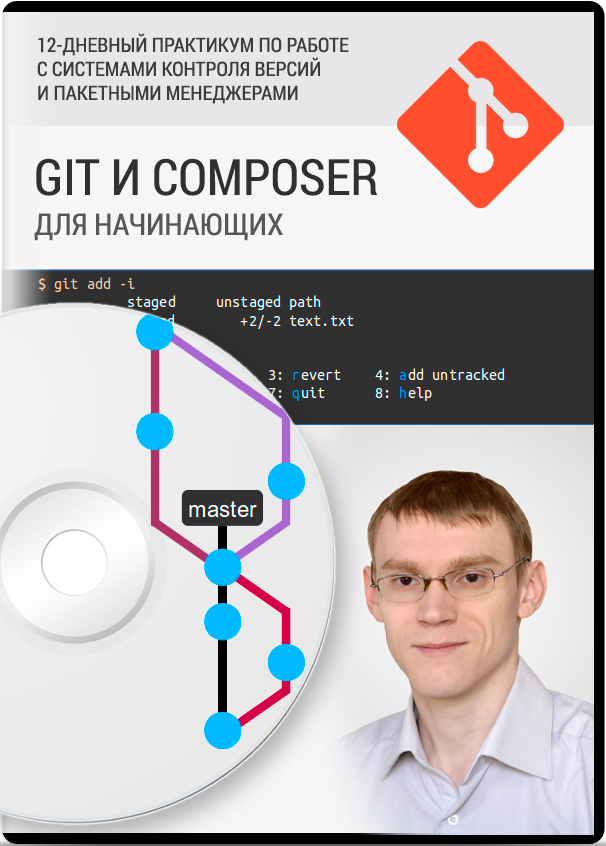 12-ДНЕВНЫЙ ПРАКТИКУМ ПО РАБОТЕ
С СИСТЕМАМИ КОНТРОЛЯ ВЕРСИЙ
И ПАКЕТНЫМИ МЕНЕДЖЕРАМИ
GIT И COMPOSER
ДЛЯ НАЧИНАЮЩИХ
$ git add -i
staged unstaged path
+2/-2 text.txt
3: revert 4: add untracked
7: quit 8: help
master